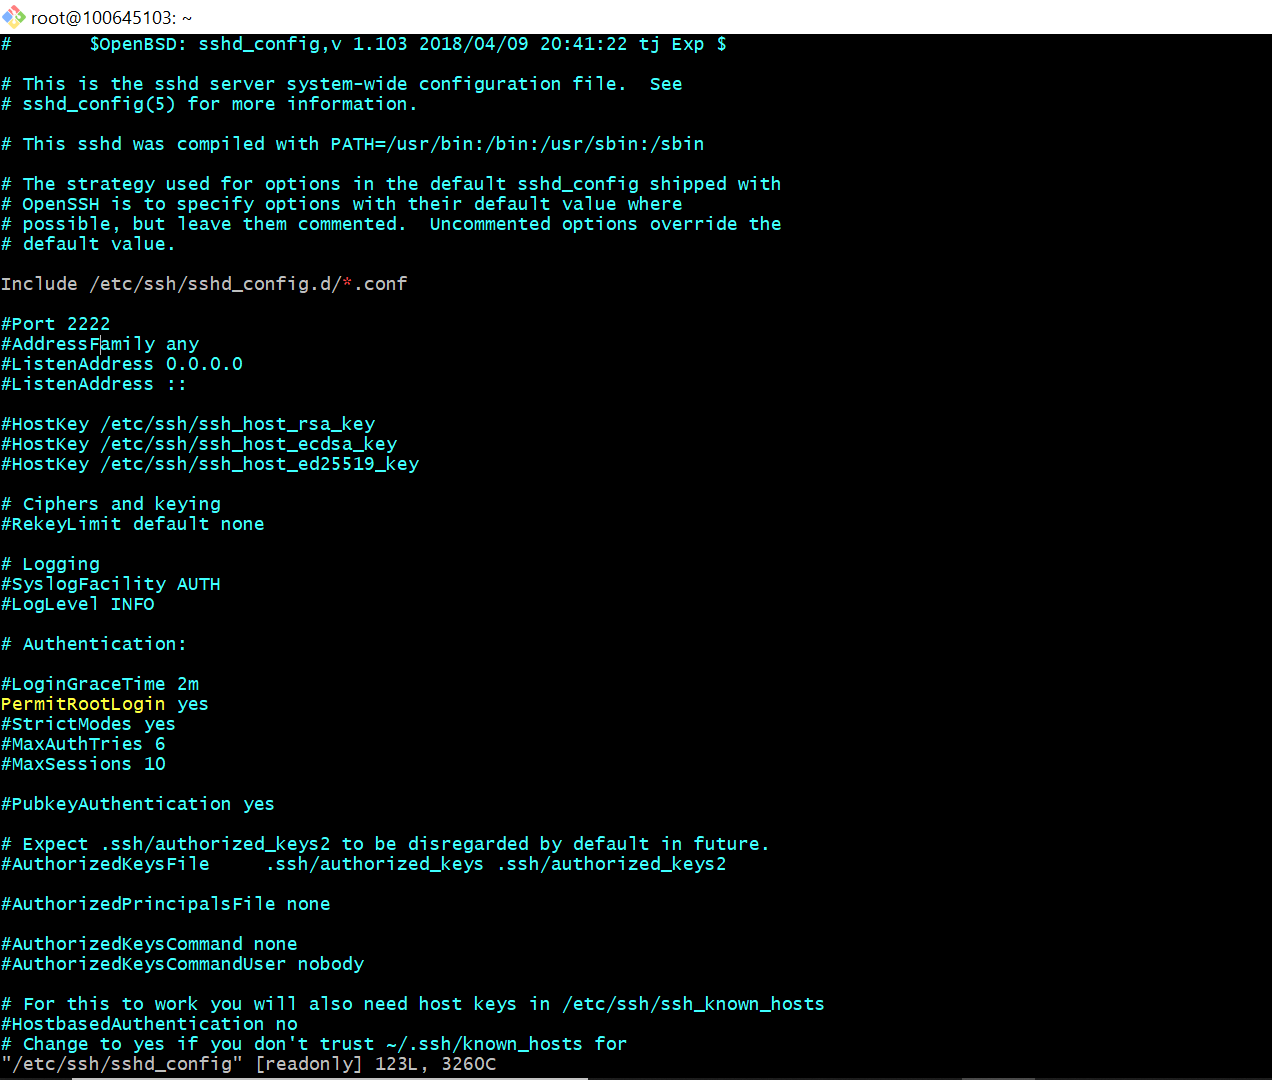 root@100645103: ~
#       $OpenBSD: sshd_config,v 1.103 2018/04/09 20:41:22 tj Exp $
# This is the sshd server system-wide configuration file.  See
# sshd_config(5) for more information.
# This sshd was compiled with PATH=/usr/bin:/bin:/usr/sbin:/sbin
# The strategy used for options in the default sshd_config shipped with
# OpenSSH is to specify options with their default value where
# possible, but leave them commented.  Uncommented options override the
# default value.
Include /etc/ssh/sshd_config.d/*.conf
#Port 2222
#AddressFamily any
#ListenAddress 0.0.0.0
#ListenAddress ::
#HostKey /etc/ssh/ssh_host_rsa_key
#HostKey /etc/ssh/ssh_host_ecdsa_key
#HostKey /etc/ssh/ssh_host_ed25519_key
# Ciphers and keying
#RekeyLimit default none
# Logging
#SyslogFacility AUTH
#LogLevel INFO
# Authentication:
#LoginGraceTime 2m
PermitRootLogin yes
#StrictModes yes
#MaxAuthTries 6
#MaxSessions 10
#PubkeyAuthentication yes
# Expect .ssh/authorized_keys2 to be disregarded by default in future.
#AuthorizedKeysFile     .ssh/authorized_keys .ssh/authorized_keys2
#AuthorizedPrincipalsFile none
#AuthorizedKeysCommand none
#AuthorizedKeysCommandUser nobody
# For this to work you will also need host keys in /etc/ssh/ssh_known_hosts
#HostbasedAuthentication no
# Change to yes if you don't trust ~/.ssh/known_hosts for
"/etc/ssh/sshd_config" [readonly] 123L, 3260C